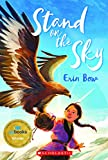 Stand
on the
Sky
Erin Bow
books
SCHOLASTIC